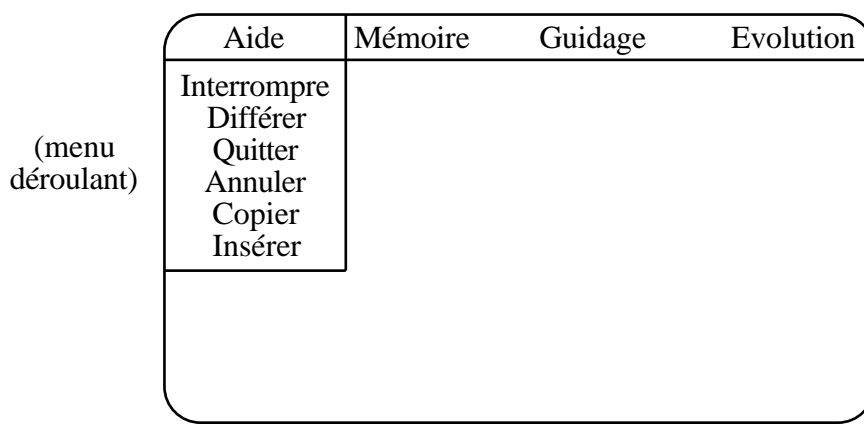 Aide Mémoire Guidage Evolution
Interrompre
Différer
Quitter
Annuler
Copier
Insérer
(menu
déroulant)